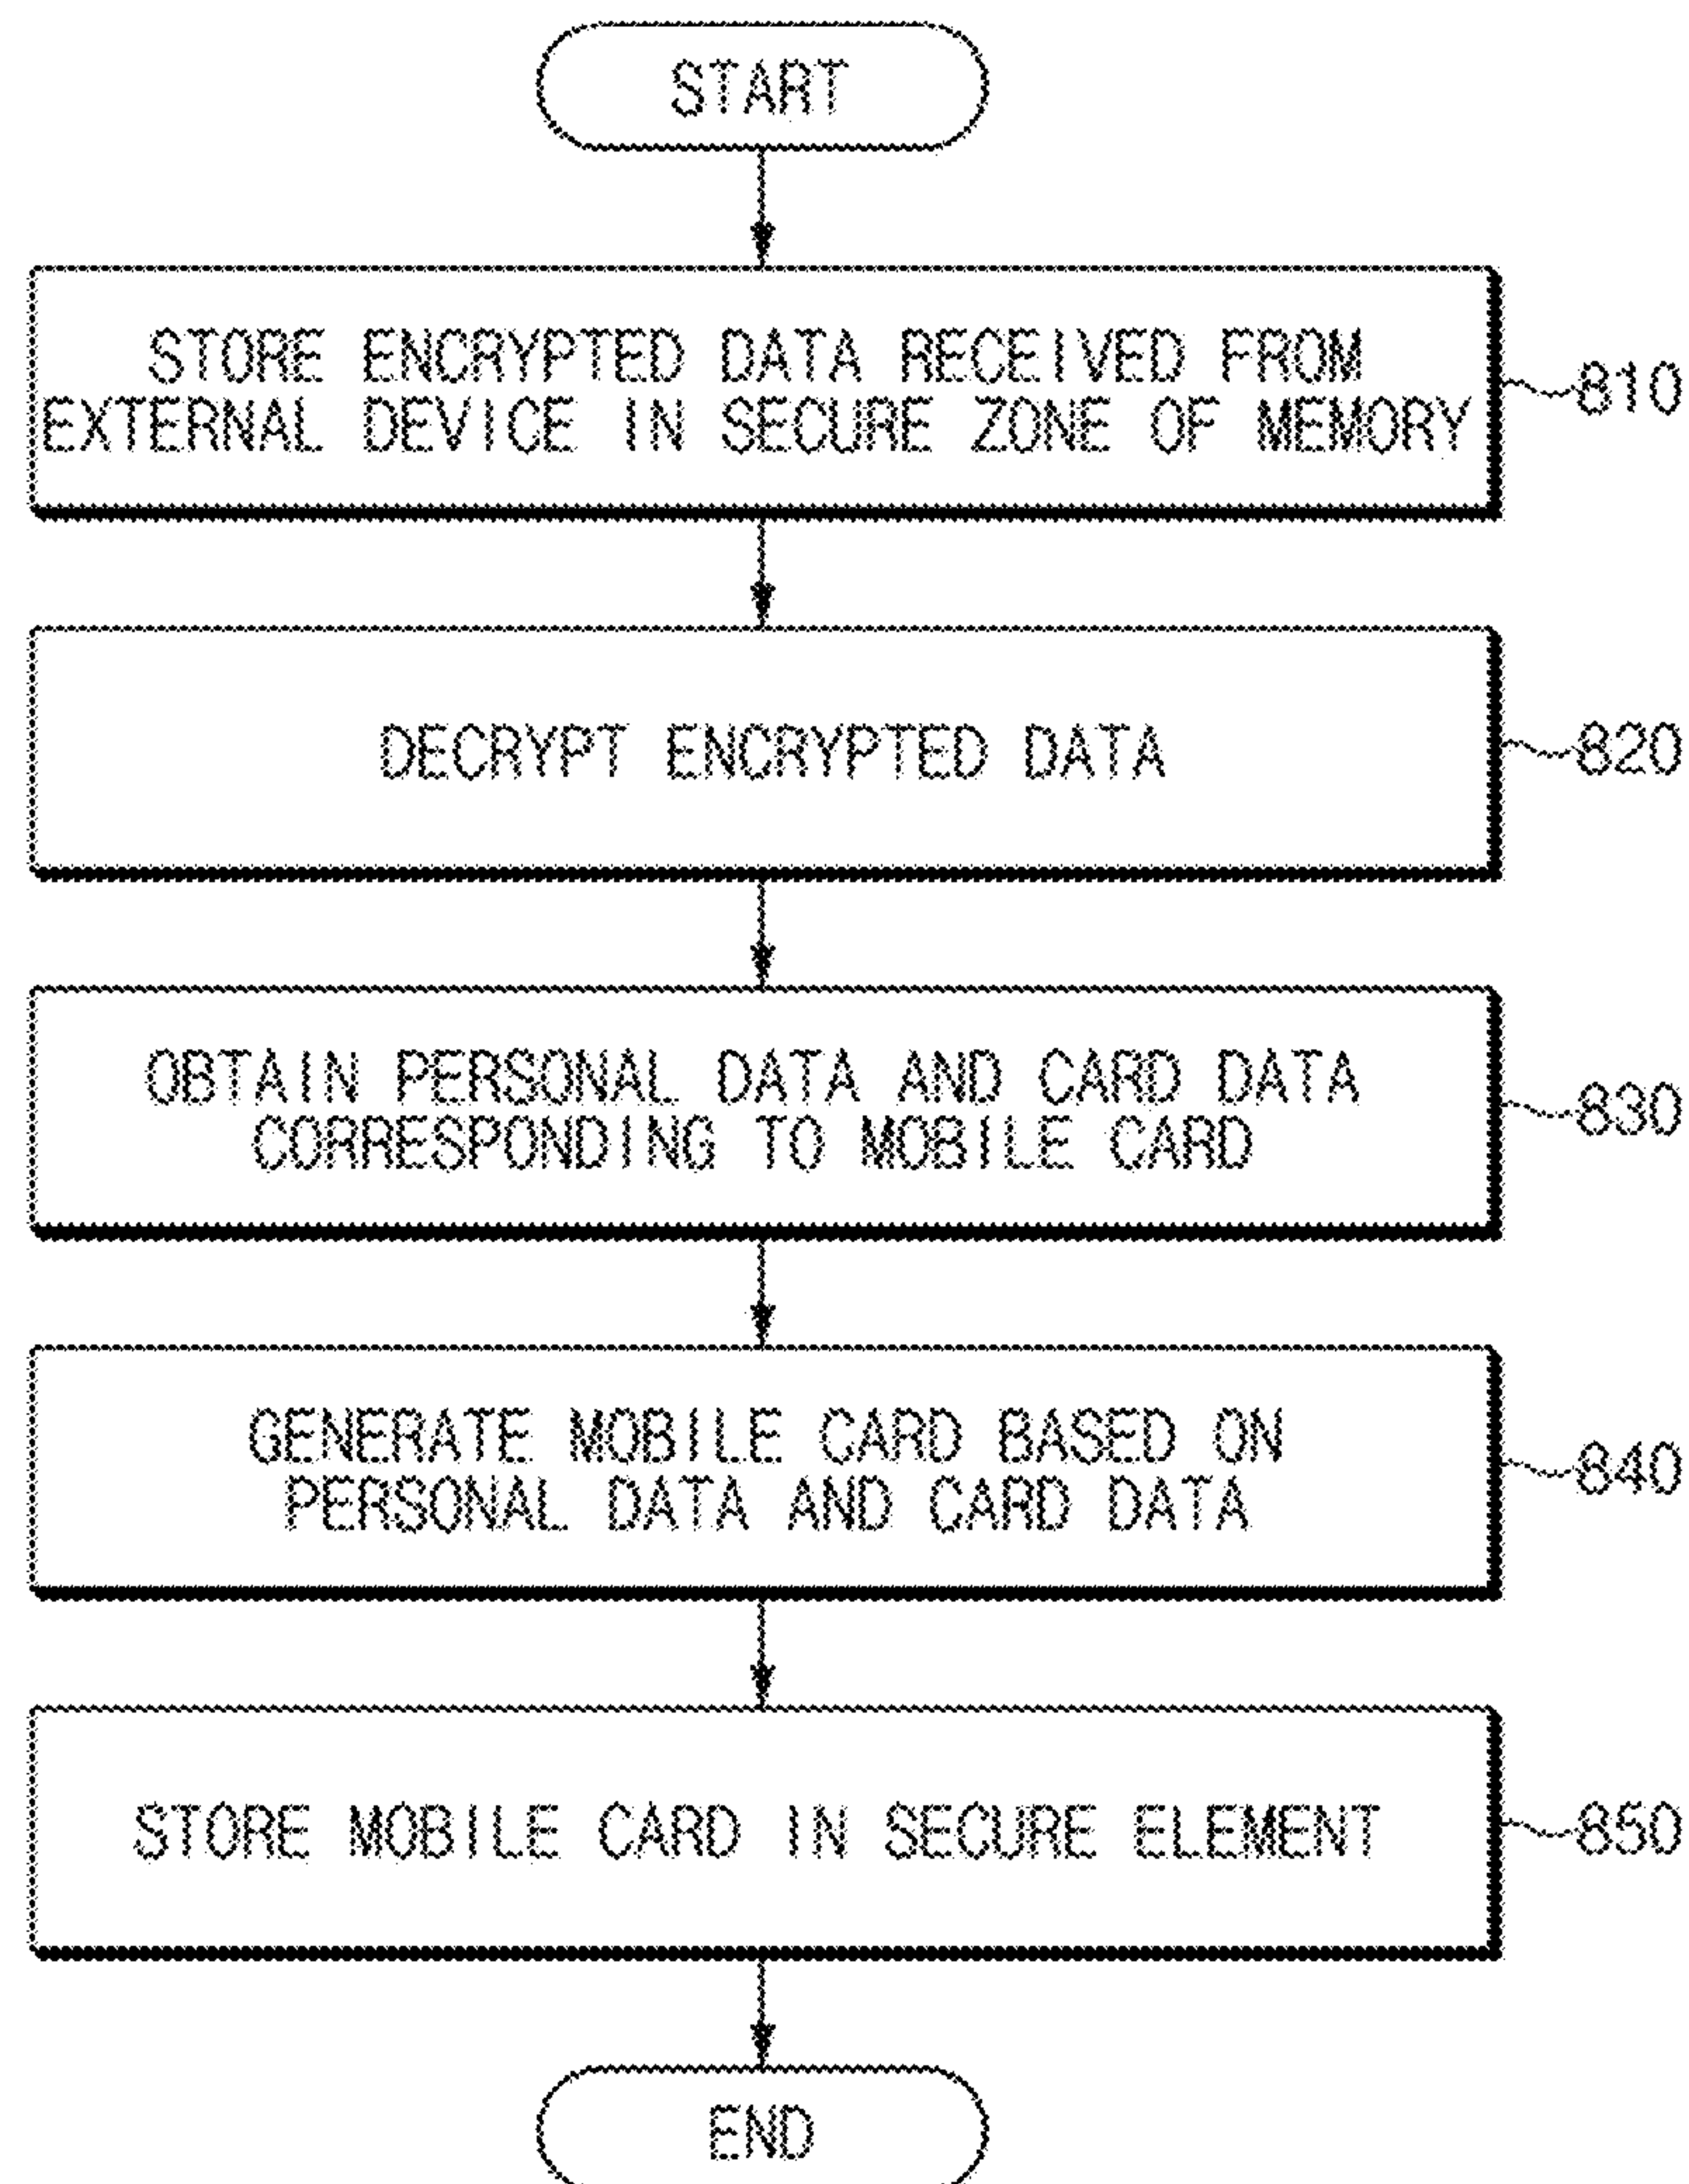 START
STORE ENCRYPTED DATA RECEIVED FROM
EXTERNAL DEVICE IN SECURE ZONE OF MEMORY
810
DECRYPT ENCRYPTED DATA
820
OBTAIN PERSONAL DATA AND CARD DATA
CORRESPONDING TO MOBILE CARD
830
GENERATE MOBILE CARD BASED ON
PERSONAL DATA AND CARD DATA
840
STORE MOBILE CARD IN SECURE ELEMENT
850
END